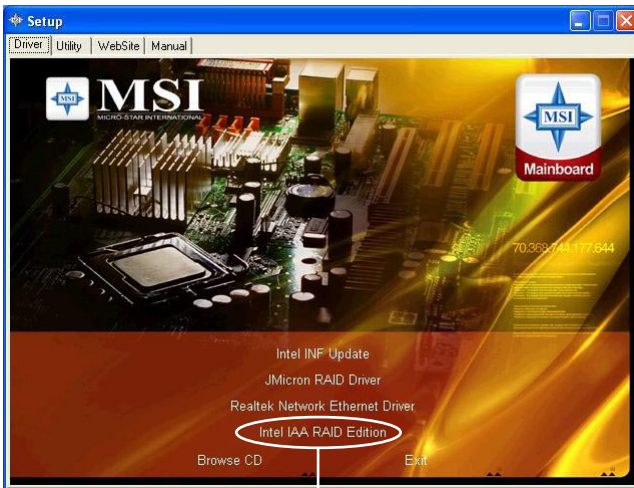 Setup
Driver Utility WebSite Manual
MSI
MSI
MICRO-STAR INTERNATIONAL
MSI
Mainboard
70.368.744.177.644
Intel INF Update
JMicron RAID Driver
Realtek Network Ethernet Driver
Intel IAA RAID Edition
Browse CD Exit